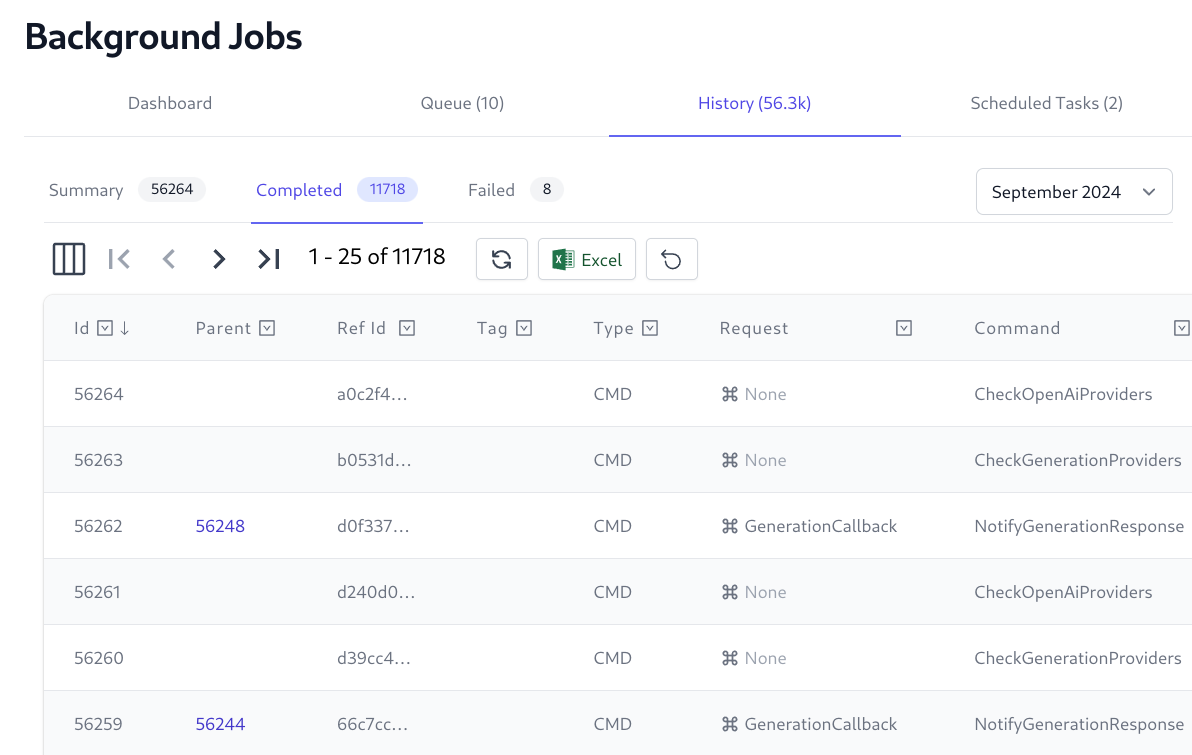 Background Jobs
Dashboard Queue (10) History (56.3k) Scheduled Tasks (2)
Summary 56264 Completed 11718 Failed 8 September 2024
1 - 25 of 11718 Excel
Id Parent Ref Id Tag Type Request Command
56264 a0c2f4... CMD None CheckOpenAiProviders
56263 b0531d... CMD None CheckGenerationProviders
56262 56248 d0f337... CMD GenerationCallback NotifyGenerationResponse
56261 d240d0... CMD None CheckOpenAiProviders
56260 d39cc4... CMD None CheckGenerationProviders
56259 56244 66c7cc... CMD GenerationCallback NotifyGenerationResponse